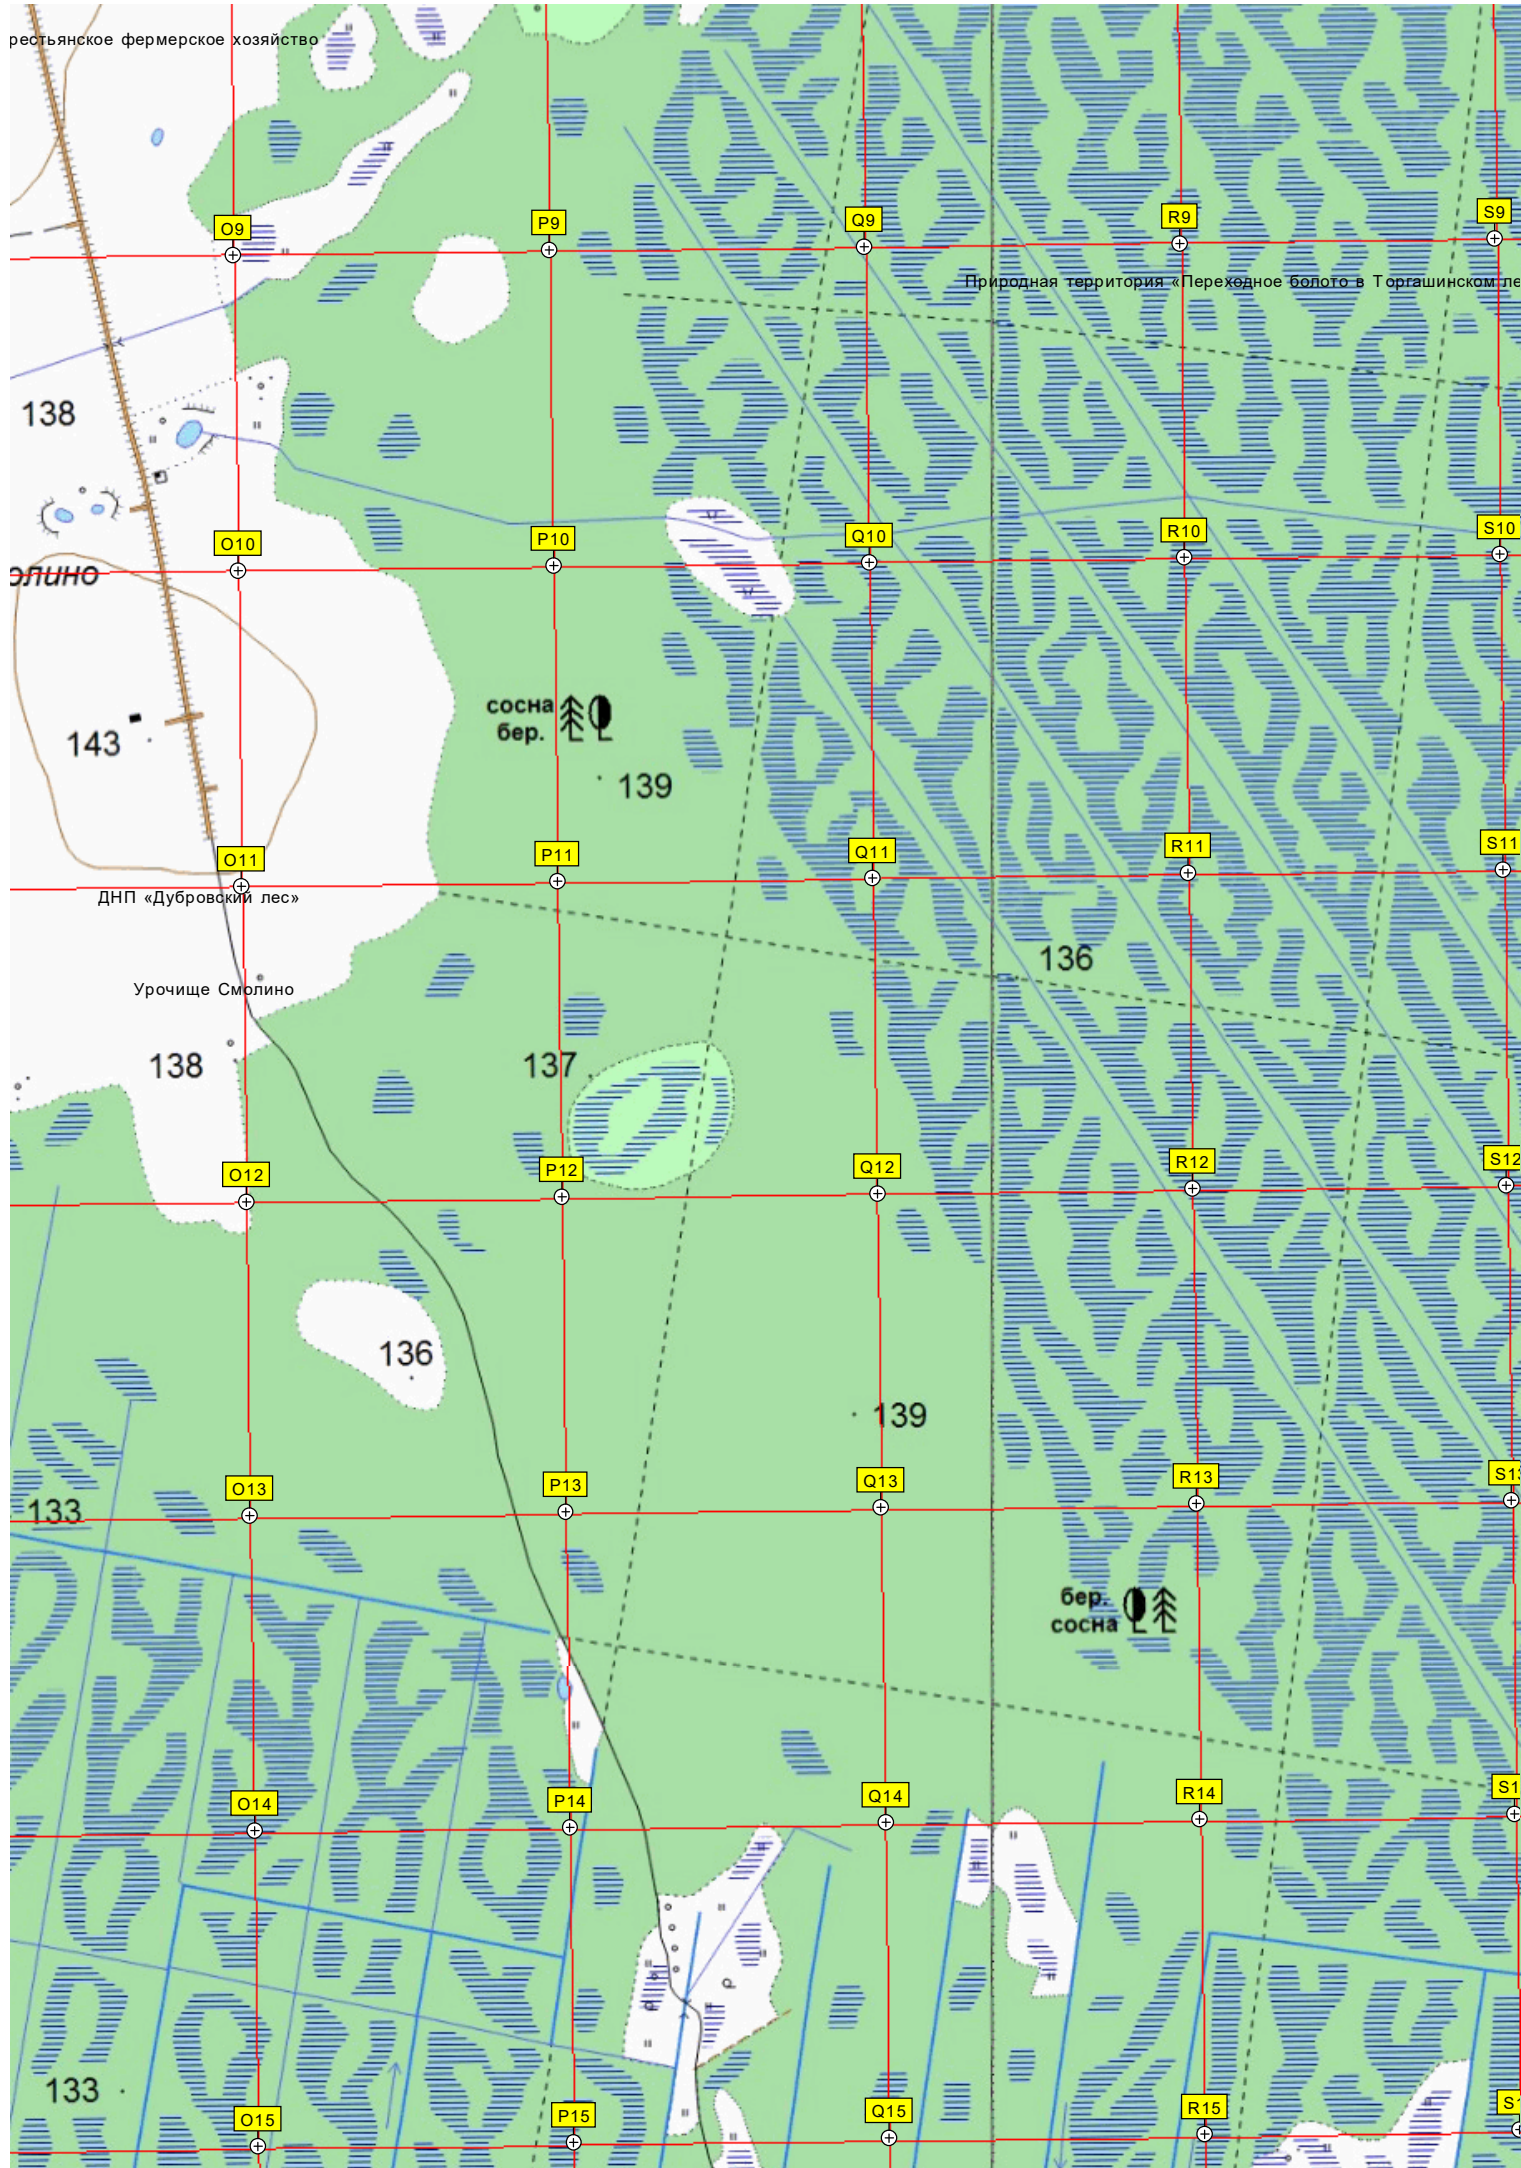 рестьянское фермерское хозяйство
O9
P9
Q9
R9
S9
Природная территория «Переходное болото в Торгашинском ле
138
O10
P10
Q10
R10
S10
олино
сосна
бер.
143
139
O11
P11
Q11
R11
S11
ДНП «Дубровский лес»
136
Урочище Смолино
138
137
O12
P12
Q12
R12
S12
136
139
O13
P13
Q13
R13
S13
133
бер.
сосна
O14
P14
Q14
R14
S1
133
O15
P15
Q15
R15
S1